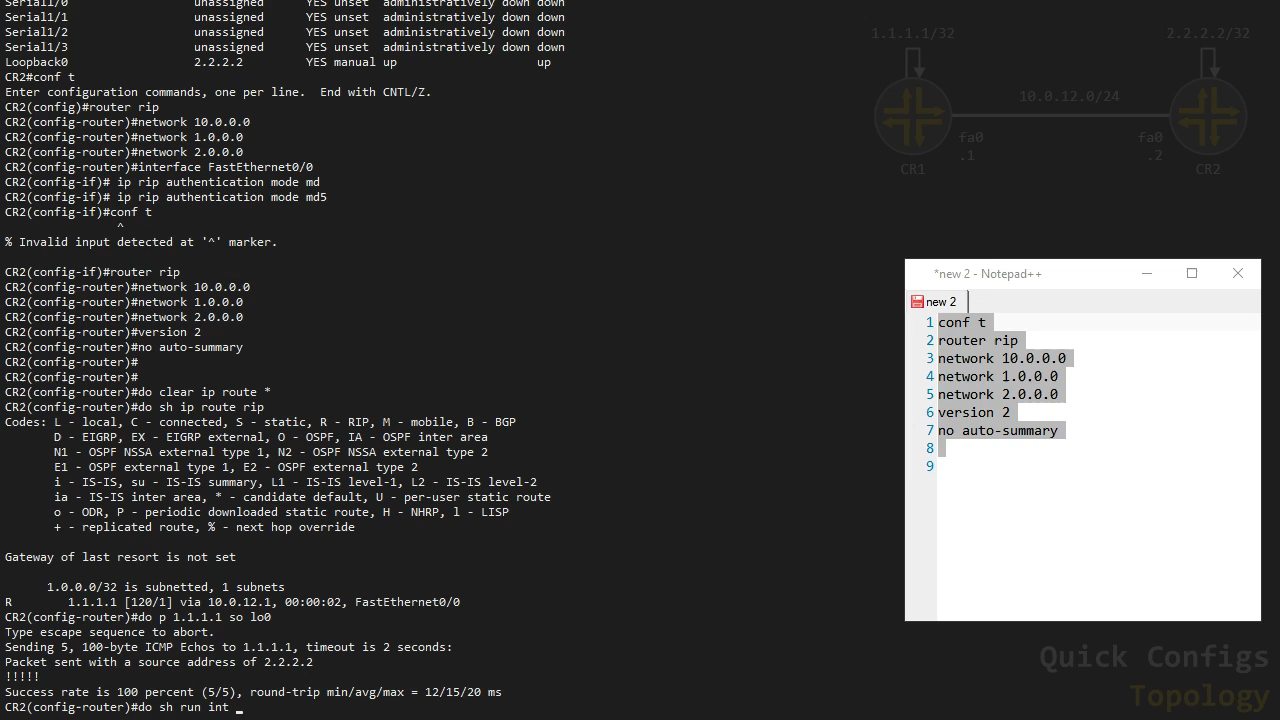 Serial1/0                 unassigned      YES unset  administratively down down
Serial1/1                 unassigned      YES unset  administratively down down
Serial1/2                 unassigned      YES unset  administratively down down
Serial1/3                 unassigned      YES unset  administratively down down
Loopback0                 2.2.2.2         YES manual up                    up
CR2#conf t
Enter configuration commands, one per line.  End with CNTL/Z.
CR2(config)#router rip
CR2(config-router)#network 10.0.0.0
CR2(config-router)#network 1.0.0.0
CR2(config-router)#network 2.0.0.0
CR2(config-router)#interface FastEthernet0/0
CR2(config-if)# ip rip authentication mode md
CR2(config-if)# ip rip authentication mode md5
CR2(config-if)#conf t
^
% Invalid input detected at '^' marker.
CR2(config-if)#router rip
CR2(config-router)#network 10.0.0.0
CR2(config-router)#network 1.0.0.0
CR2(config-router)#network 2.0.0.0
CR2(config-router)#version 2
CR2(config-router)#no auto-summary
CR2(config-router)#
CR2(config-router)#
CR2(config-router)#do clear ip route *
CR2(config-router)#do sh ip route rip
Codes: L - local, C - connected, S - static, R - RIP, M - mobile, B - BGP
D - EIGRP, EX - EIGRP external, O - OSPF, IA - OSPF inter area
N1 - OSPF NSSA external type 1, N2 - OSPF NSSA external type 2
E1 - OSPF external type 1, E2 - OSPF external type 2
i - IS-IS, su - IS-IS summary, L1 - IS-IS level-1, L2 - IS-IS level-2
ia - IS-IS inter area, * - candidate default, U - per-user static route
o - ODR, P - periodic downloaded static route, H - NHRP, l - LISP
+ - replicated route, % - next hop override
Gateway of last resort is not set
1.0.0.0/32 is subnetted, 1 subnets
R        1.1.1.1 [120/1] via 10.0.12.1, 00:00:02, FastEthernet0/0
CR2(config-router)#do p 1.1.1.1 so lo0
Type escape sequence to abort.
Sending 5, 100-byte ICMP Echos to 1.1.1.1, timeout is 2 seconds:
Packet sent with a source address of 2.2.2.2
!!!!!
Success rate is 100 percent (5/5), round-trip min/avg/max = 12/15/20 ms
CR2(config-router)#do sh run int _
1.1.1.1/32
2.2.2.2/32
10.0.12.0/24
fa0
.1
fa0
.2
CR1
CR2
*new 2 - Notepad++
new 2
1 conf t
2 router rip
3 network 10.0.0.0
4 network 1.0.0.0
5 network 2.0.0.0
6 version 2
7 no auto-summary
8
9
Quick Configs
Topology